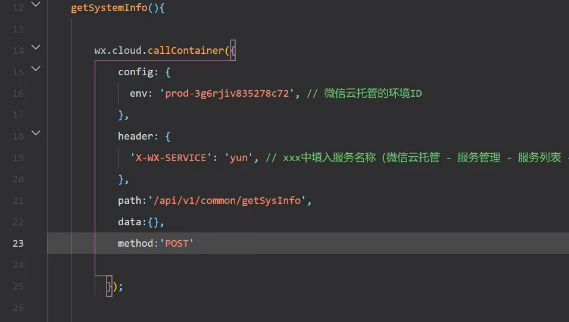 12 getSystemInfo(){
13
14 wx.cloud.callContainer({
15 config: {
16 env: 'prod-3g6rjiv835278c72', // 微信云托管的环境ID
17 },
18 header: {
19 'X-WX-SERVICE': 'yun', // xxx中填入服务名称（微信云托管 - 服务管理 - 服务列表 -
20 },
21 path:'/api/v1/common/getSysInfo',
22 data:{},
23 method:'POST'
24
25 });
26